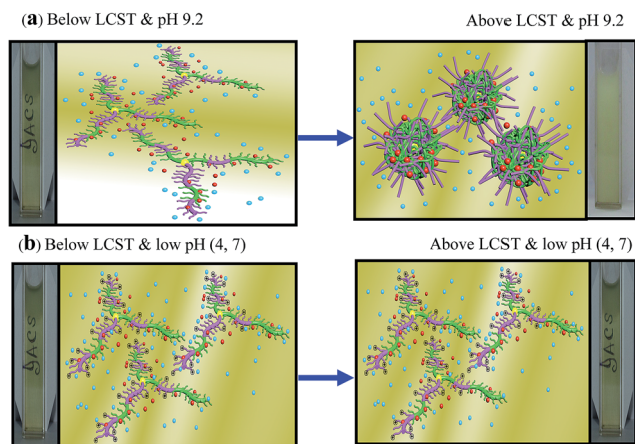 (a) Below LCST & pH 9.2
Above LCST & pH 9.2
JACS
(b) Below LCST & low pH (4, 7)
Above LCST & low pH (4, 7)
JACS
JACS